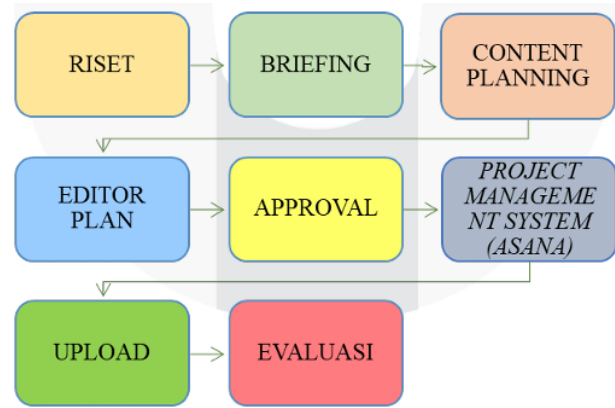 RISET
BRIEFING
CONTENT
PLANNING
EDITOR
PLAN
APPROVAL
PROJECT
MANAGEME
NT SYSTEM
(ASANA)
UPLOAD
EVALUASI